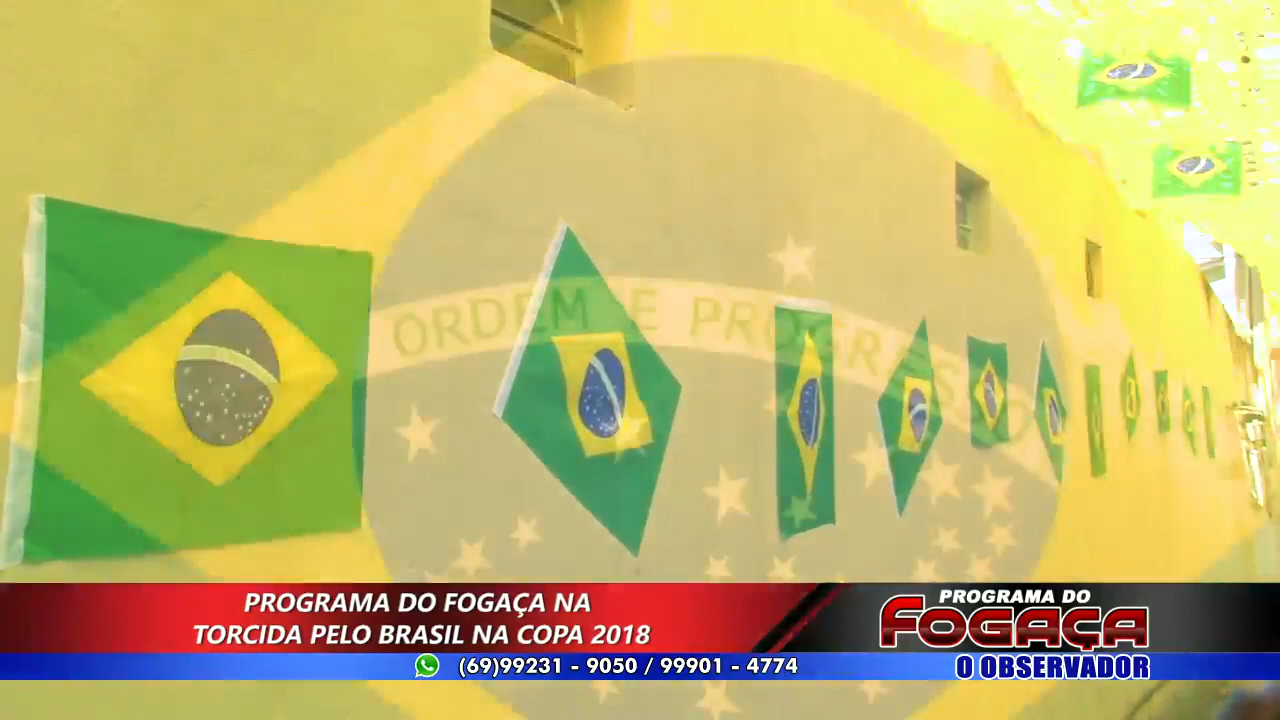 ORDEM E PROGRESSO
PROGRAMA DO FOGAÇA NA
TORCIDA PELO BRASIL NA COPA 2018
PROGRAMA DO
FOGAÇA
O OBSERVADOR
(69)99231 - 9050 / 99901 - 4774